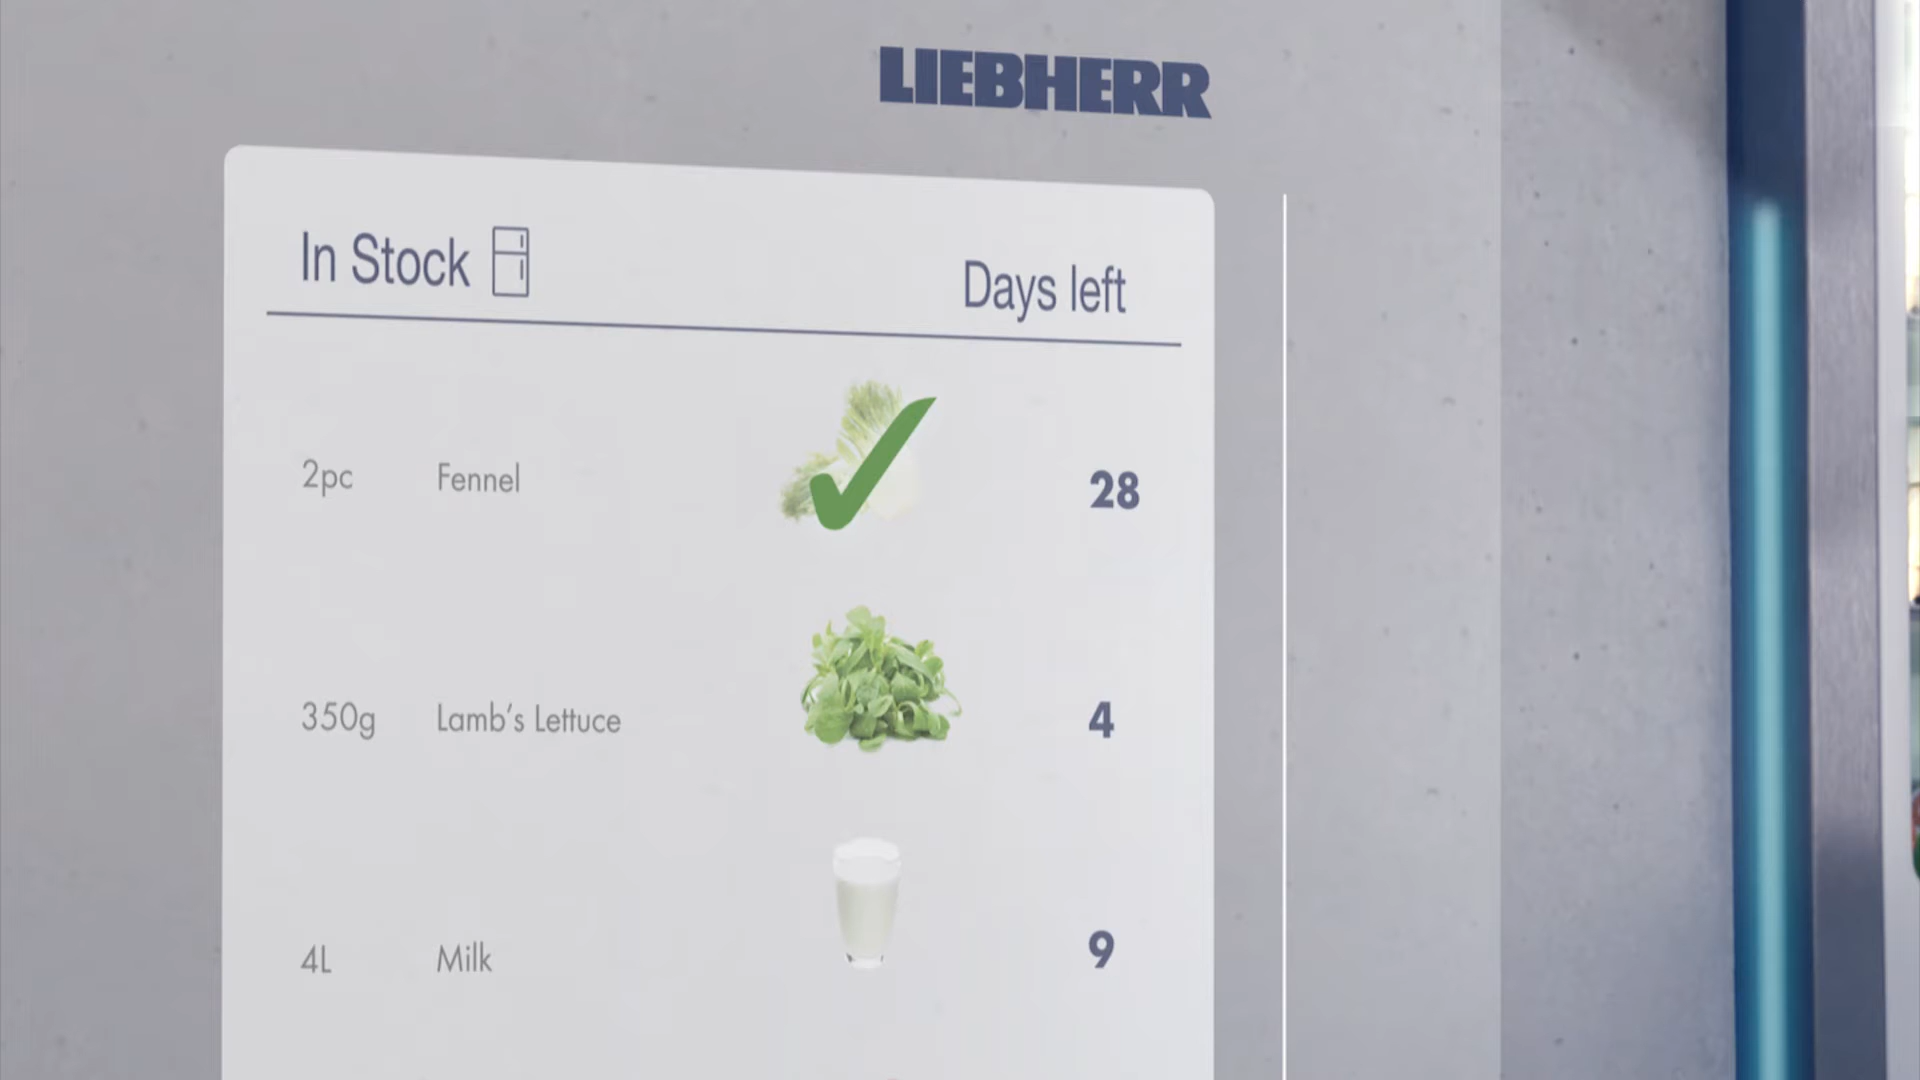 LIEBHERR
In Stock
Days left
2pc Fennel 28
350g Lamb's Lettuce 4
4L Milk 9